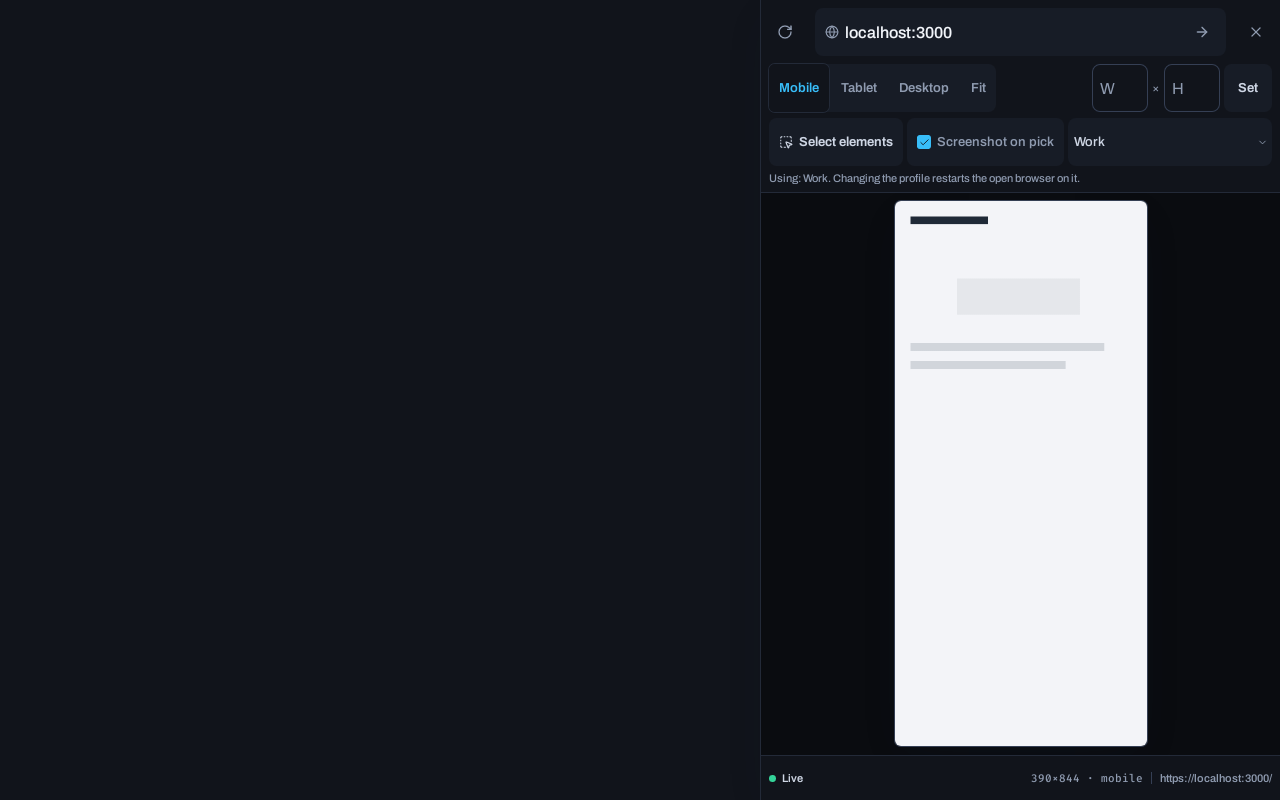 localhost:3000
Mobile Tablet Desktop Fit W × H Set
Select elements Screenshot on pick Work
Using: Work. Changing the profile restarts the open browser on it.
Live 390×844 · mobile https://localhost:3000/